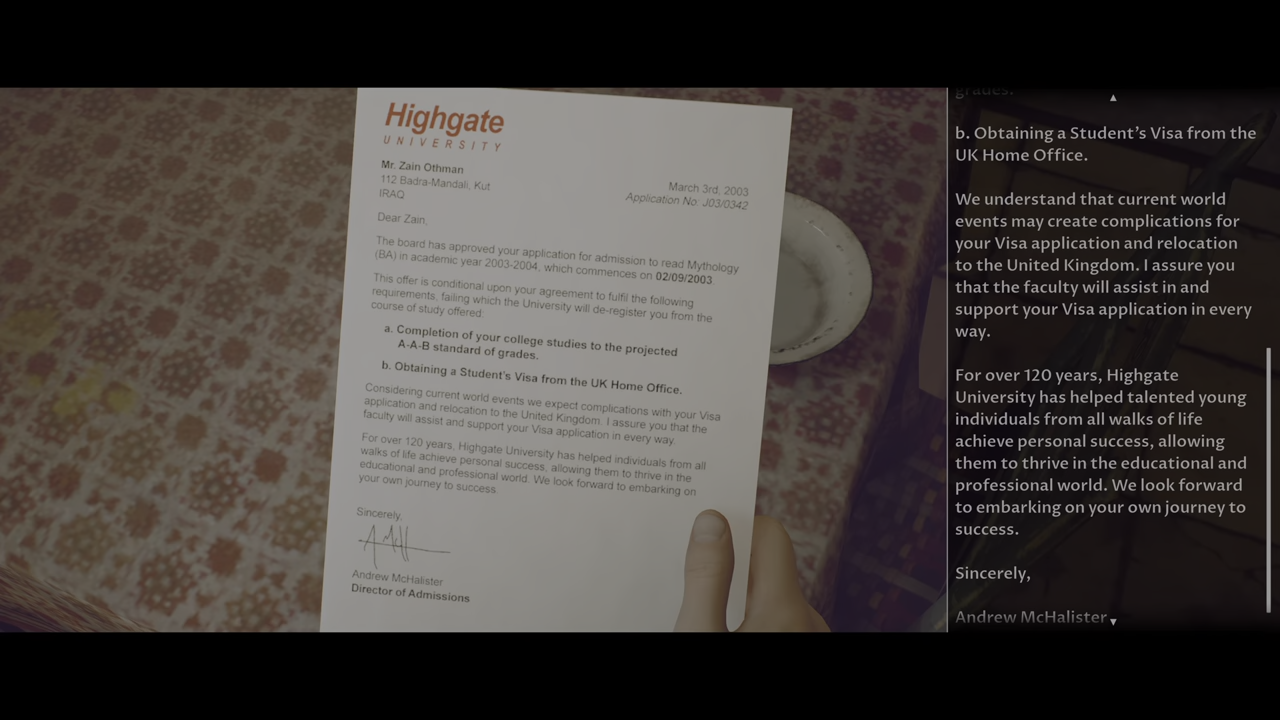 Highgate
UNIVERSITY
Mr. Zain Othman
112 Badra-Mandali, Kut
IRAQ
March 3rd, 2003
Application No: J03/0342
Dear Zain,
The board has approved your application for admission to read Mythology
(BA) in academic year 2003-2004, which commences on 02/09/2003.
This offer is conditional upon your agreement to fulfil the following
requirements, failing which the University will de-register you from the
course of study offered:
a. Completion of your college studies to the projected
A-A-B standard of grades.
b. Obtaining a Student's Visa from the UK Home Office.
Considering current world events we expect complications with your Visa
application and relocation to the United Kingdom. I assure you that the
faculty will assist and support your Visa application in every way.
For over 120 years, Highgate University has helped individuals from all
walks of life achieve personal success, allowing them to thrive in the
educational and professional world. We look forward to embarking on
your own journey to success.
Sincerely,
Andrew McHalister
Director of Admissions
grades.
b. Obtaining a Student's Visa from the
UK Home Office.
We understand that current world
events may create complications for
your Visa application and relocation
to the United Kingdom. I assure you
that the faculty will assist in and
support your Visa application in every
way.
For over 120 years, Highgate
University has helped talented young
individuals from all walks of life
achieve personal success, allowing
them to thrive in the educational and
professional world. We look forward
to embarking on your own journey to
success.
Sincerely,
Andrew McHalister